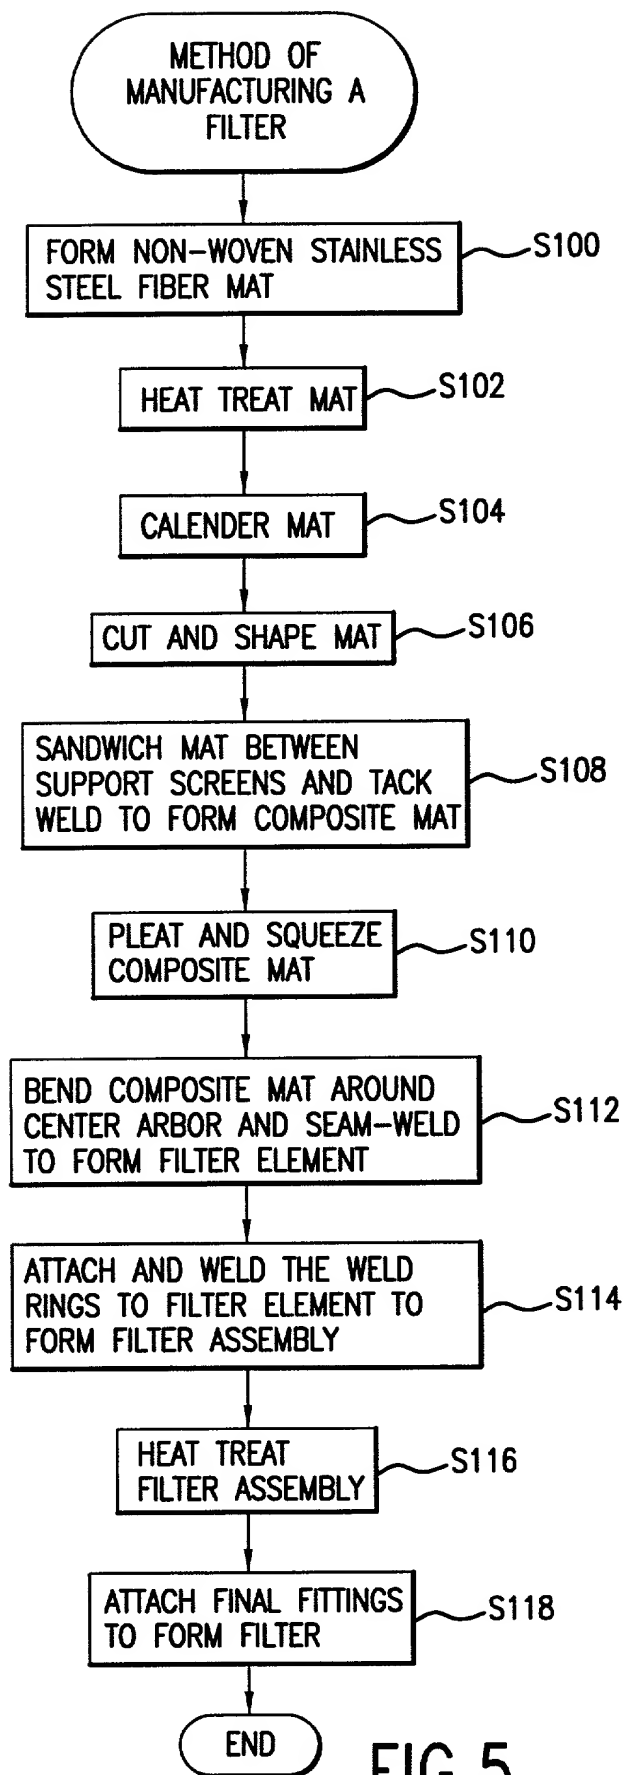 METHOD OF
MANUFACTURING A
FILTER
FORM NON-WOVEN STAINLESS
STEEL FIBER MAT
S100
HEAT TREAT MAT
S102
CALENDER MAT
S104
CUT AND SHAPE MAT
S106
SANDWICH MAT BETWEEN
SUPPORT SCREENS AND TACK
WELD TO FORM COMPOSITE MAT
S108
PLEAT AND SQUEEZE
COMPOSITE MAT
S110
BEND COMPOSITE MAT AROUND
CENTER ARBOR AND SEAM-WELD
TO FORM FILTER ELEMENT
S112
ATTACH AND WELD THE WELD
RINGS TO FILTER ELEMENT TO
FORM FILTER ASSEMBLY
S114
HEAT TREAT
FILTER ASSEMBLY
S116
ATTACH FINAL FITTINGS
TO FORM FILTER
S118
END
FIG.5